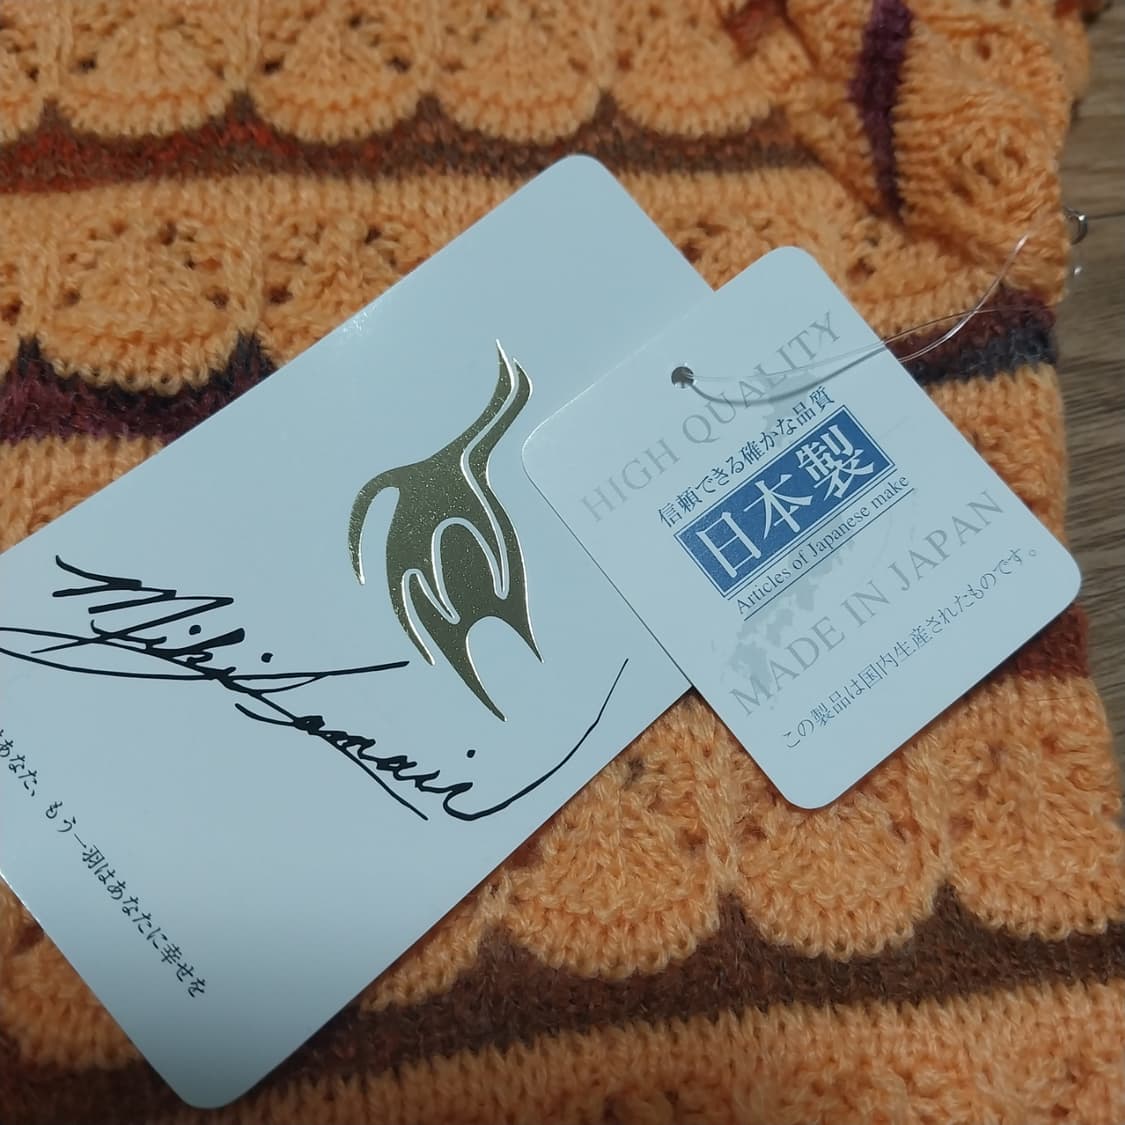 あなた、もう一羽はあなたに幸せを
HIGH QUALITY
信頼できる確かな品質
日本製
Articles of Japanese make
MADE IN JAPAN
この製品は国内生産されたものです。